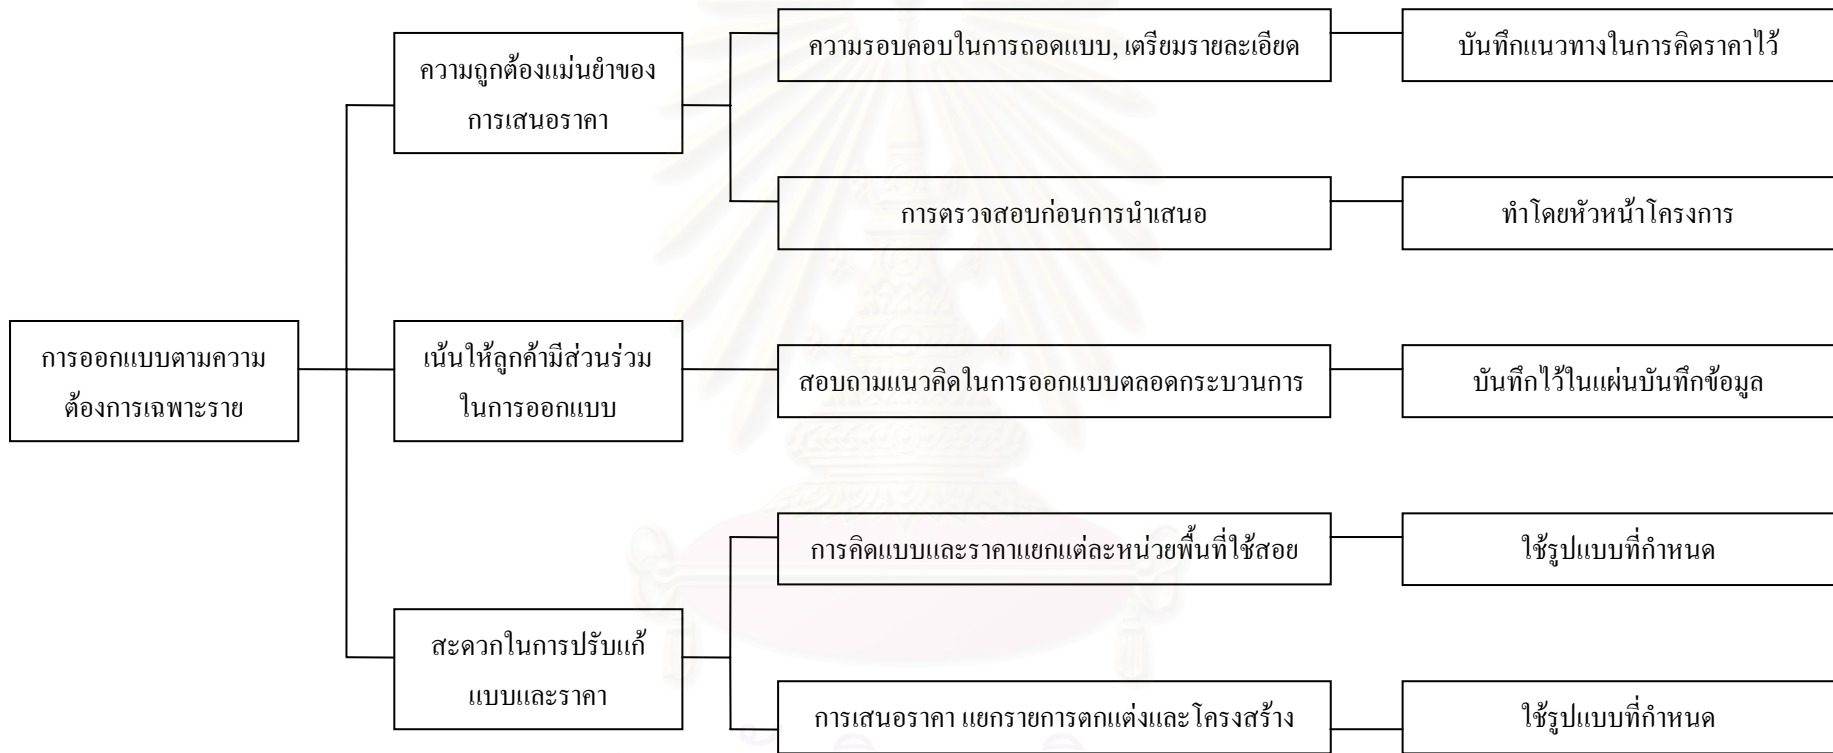 ความรอบคอบในการถอดแบบ, เตรียมรายละเอียด
บันทึกแนวทางในการคิดราคาไว้
ความถูกต้องแม่นยำของ
การเสนอราคา
การตรวจสอบก่อนการนำเสนอ
ทำโดยหัวหน้าโครงการ
การออกแบบตามความ
ต้องการเฉพาะราย
เน้นให้ลูกค้ามีส่วนร่วม
ในการออกแบบ
สอบถามแนวคิดในการออกแบบตลอดกระบวนการ
บันทึกไว้ในแผ่นบันทึกข้อมูล
การคิดแบบและราคาแยกแต่ละหน่วยพื้นที่ใช้สอย
ใช้รูปแบบที่กำหนด
สะดวกในการปรับแก้
แบบและราคา
การเสนอราคา แยกรายการตกแต่งและโครงสร้าง
ใช้รูปแบบที่กำหนด